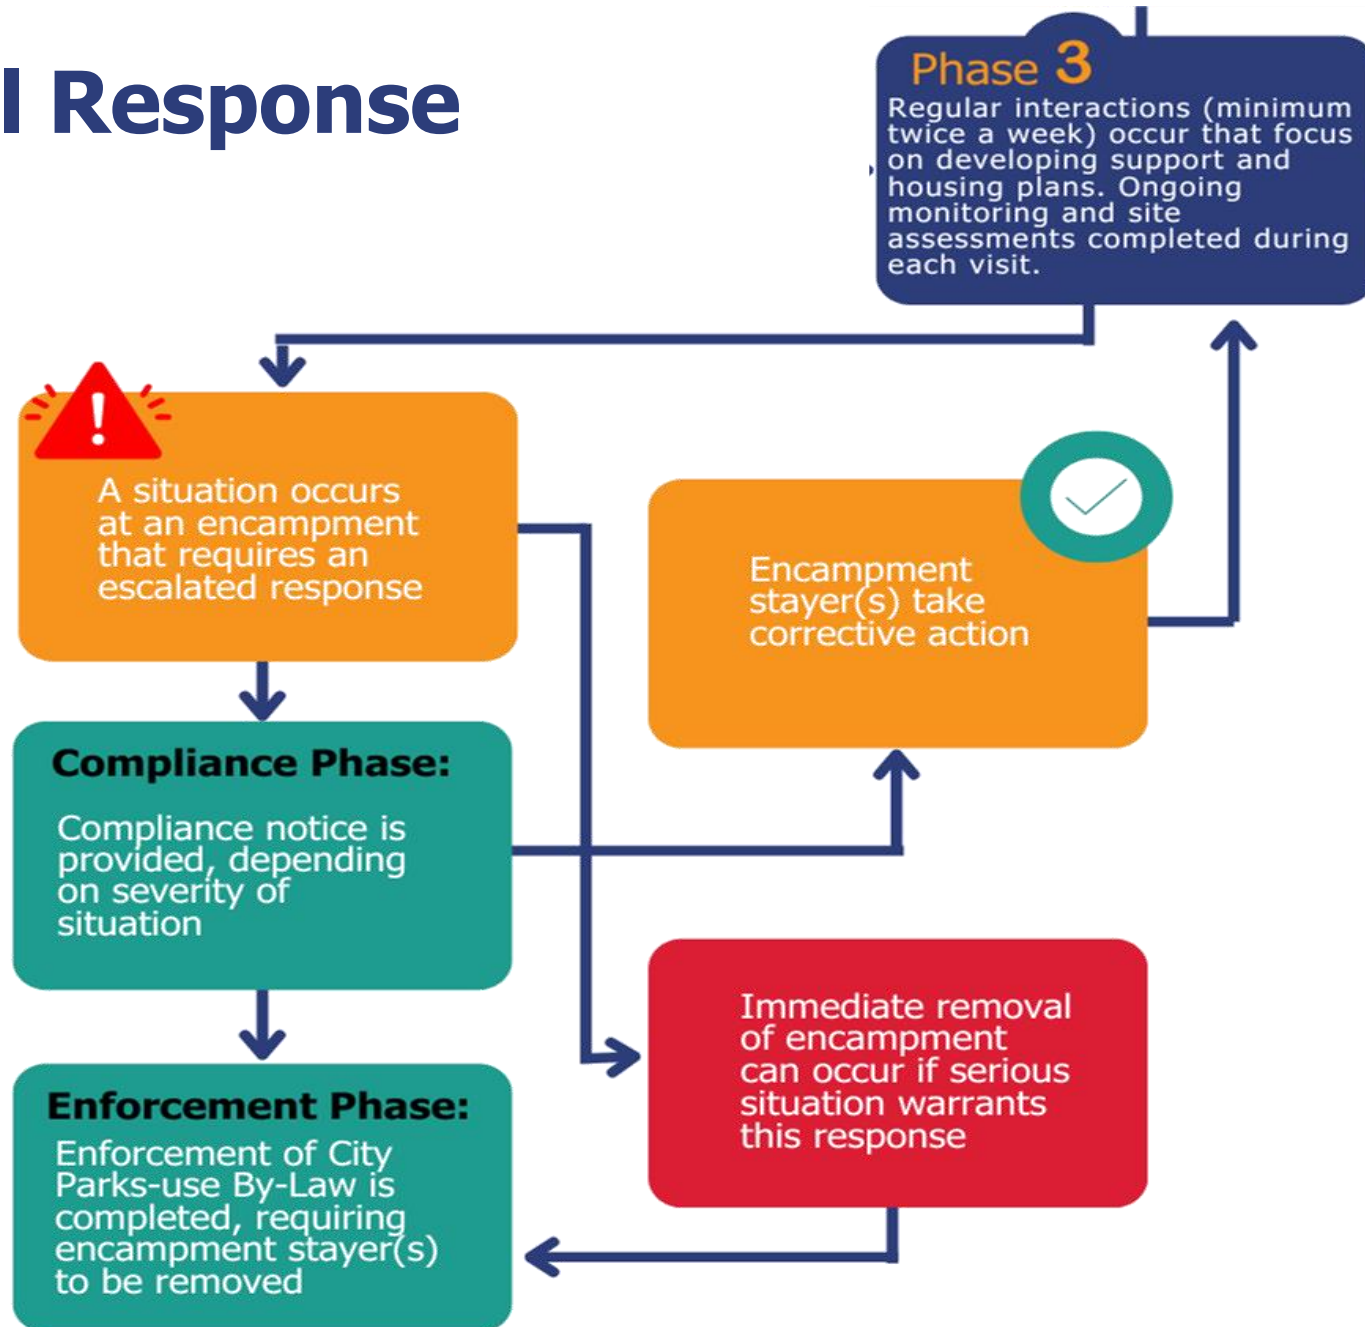 l Response
Phase 3
Regular interactions (minimum
twice a week) occur that focus
on developing support and
housing plans. Ongoing
monitoring and site
assessments completed during
each visit.
!
A situation occurs
at an encampment
that requires an
escalated response
Encampment
stayer(s) take
corrective action
Compliance Phase:
Compliance notice is
provided, depending
on severity of
situation
Immediate removal
of encampment
can occur if serious
situation warrants
this response
Enforcement Phase:
Enforcement of City
Parks-use By-Law is
completed, requiring
encampment stayer(s)
to be removed